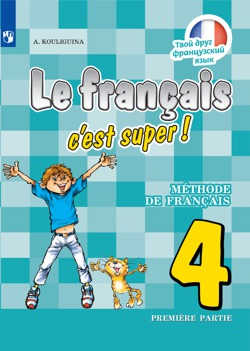 A. KOULIGUINA
Твой друг
французский
язык
Le français
c'est super !
MÉTHODE
DE FRANÇAIS
4
PREMIÈRE PARTIE